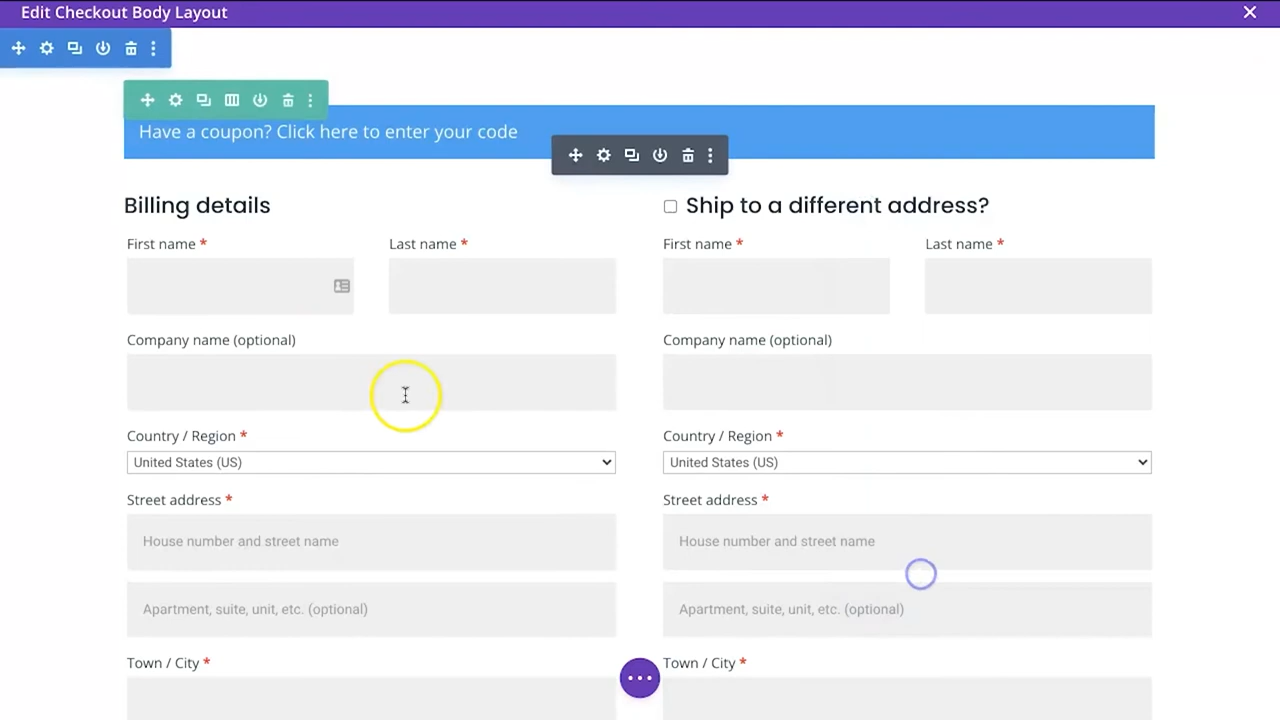 Edit Checkout Body Layout
Have a coupon? Click here to enter your code
Billing details
Ship to a different address?
First name *
Last name *
First name *
Last name *
Company name (optional)
Company name (optional)
Country / Region *
Country / Region *
United States (US)
United States (US)
Street address *
Street address *
House number and street name
House number and street name
Apartment, suite, unit, etc. (optional)
Apartment, suite, unit, etc. (optional)
Town / City *
Town / City *